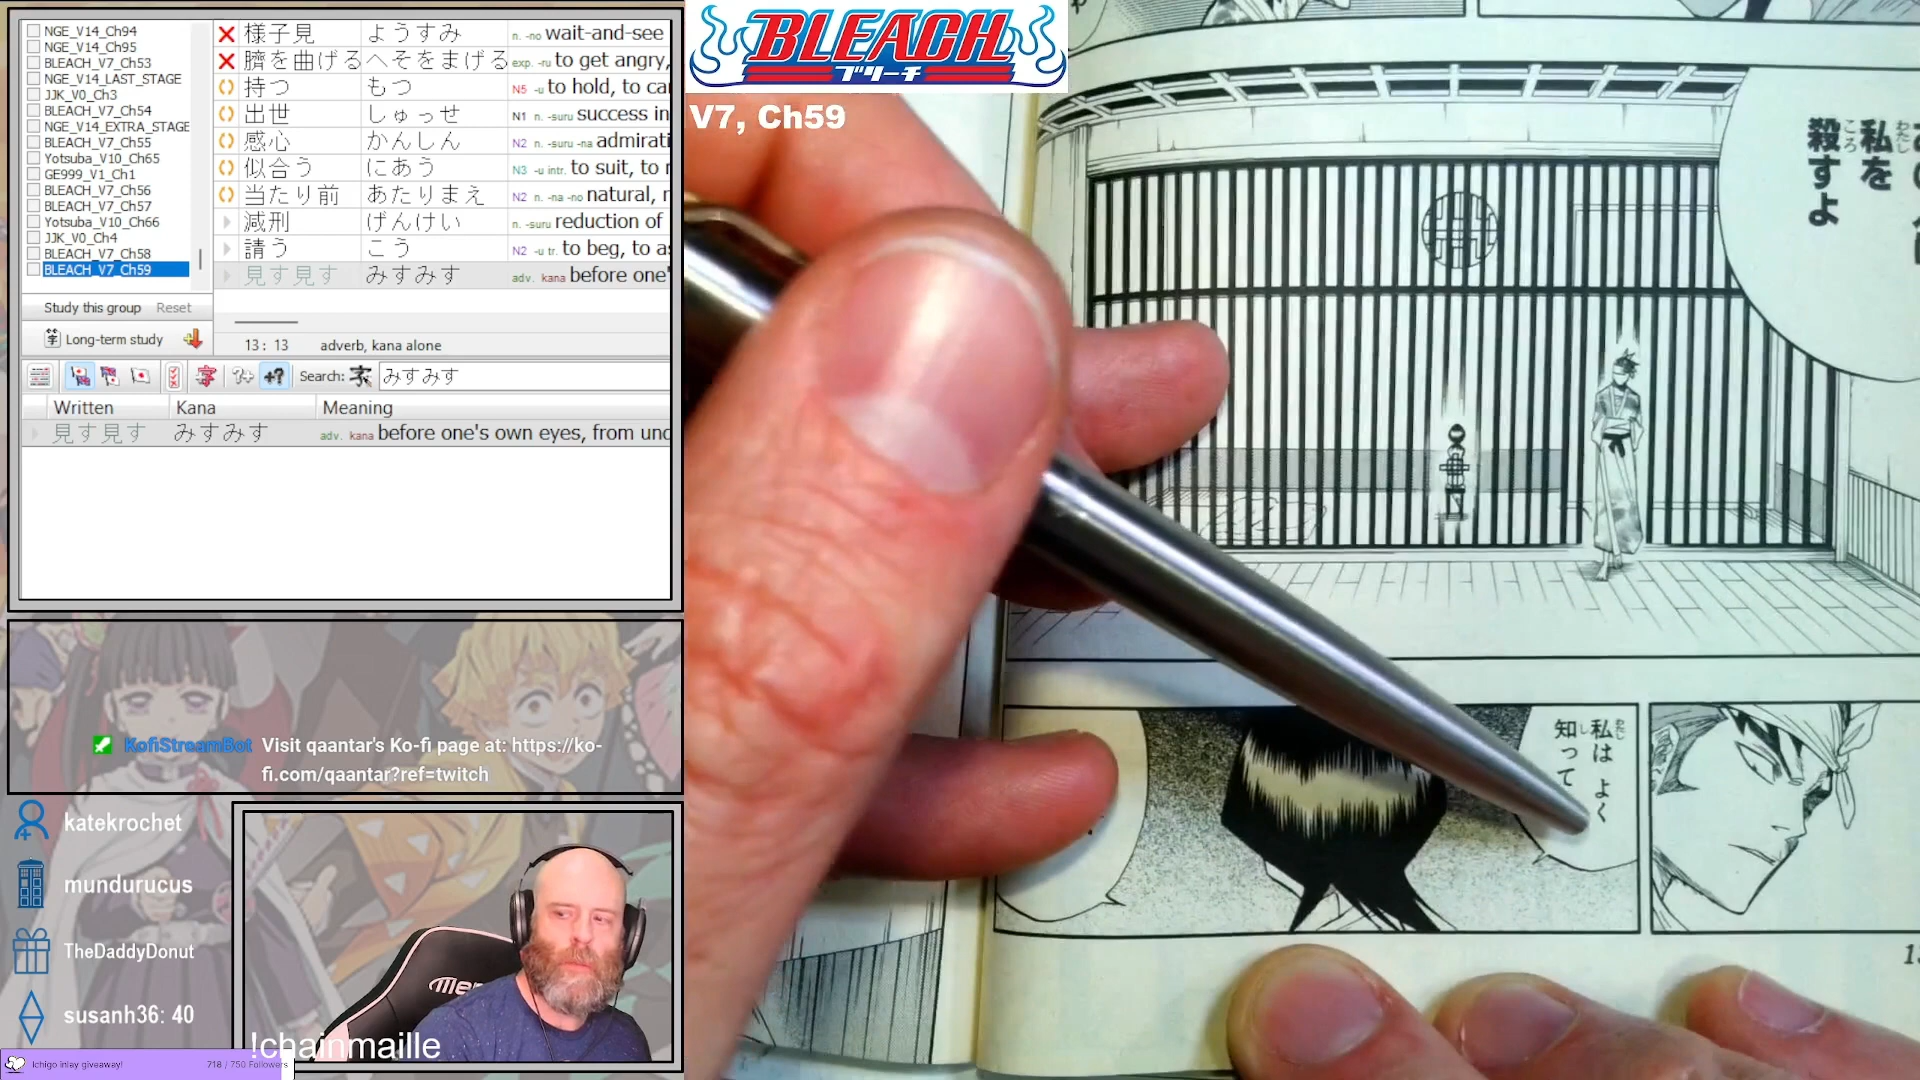 NGE_V14_Ch94
NGE_V14_Ch95
BLEACH_V7_Ch53
NGE_V14_LAST_STAGE
JJK_V0_Ch3
BLEACH_V7_Ch54
NGE_V14_EXTRA_STAGE
BLEACH_V7_Ch55
Yotsuba_V10_Ch65
GE999_V1_Ch1
BLEACH_V7_Ch56
BLEACH_V7_Ch57
Yotsuba_V10_Ch66
JJK_V0_Ch4
BLEACH_V7_Ch58
BLEACH_V7_Ch59
Study this group Reset
Long-term study
様子見 ようすみ n. -no wait-and-see
臍を曲げる へそをまげる exp. -ru to get angry,
持つ もつ N5 -u to hold, to ca
出世 しゅっせ N1 n. -suru success in
感心 かんしん N2 n. -suru -na admirati
似合う にあう N3 -u intr. to suit, to
当たり前 あたりまえ N2 n. -na -no natural,
減刑 げんけい n. -suru reduction of
請う こう N2 -u tr. to beg, to a
見す見す みすみす adv. kana before one'
13: 13 adverb, kana alone
Search: みすみす
Written Kana Meaning
見す見す みすみす adv. kana before one's own eyes, from
BLEACH
ブリーチ
V7, Ch59
私を
わたし
殺すよ
ころ
私は よく
わたし
知って
し
KofiStreamBot Visit qaantar's Ko-fi page at: https://ko-
fi.com/qaantar?ref=twitch
katekrochet
mundurucus
TheDaddyDonut
susanh36: 40
!chainmaille
Ichigo inlay giveaway! 718 / 750 Followers